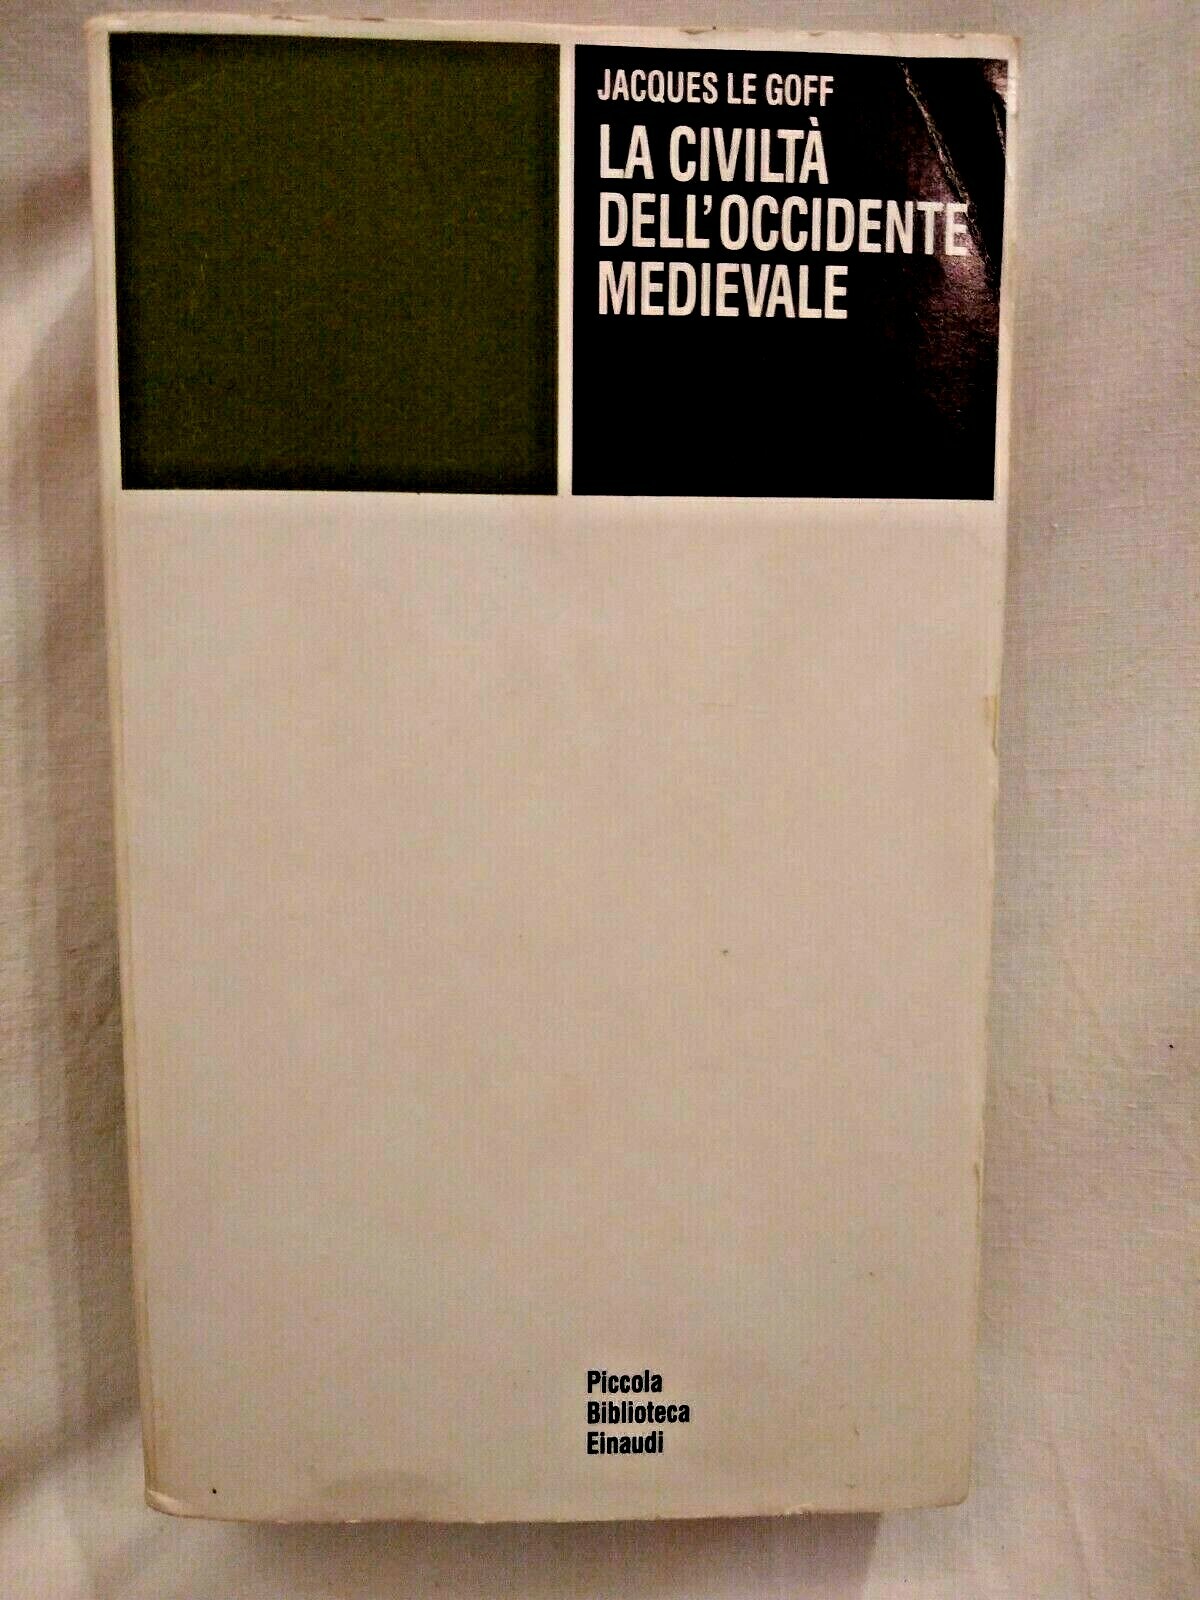 JACQUES LE GOFF
LA CIVILTÀ
DELL'OCCIDENTE
MEDIEVALE
Piccola
Biblioteca
Einaudi